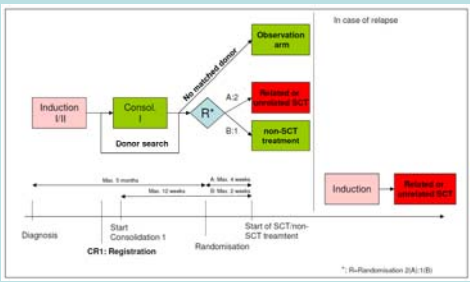 In case of relapse
Observation
arm
No matched donor
Induction
I/II
Consol.
I
R*
A:2
B:1
Related or
unrelated SCT
non-SCT
treatment
Donor search
Max. 5 months
A: Max. 4 weeks
Max. 10 weeks
B: Max. 2 weeks
Induction
Related or
unrelated SCT
Diagnosis
Start
Consolidation 1
CR1: Registration
Randomisation
Start of SCT/non-
SCT treamtent
*: R=Randomisation 2(A):1(B)